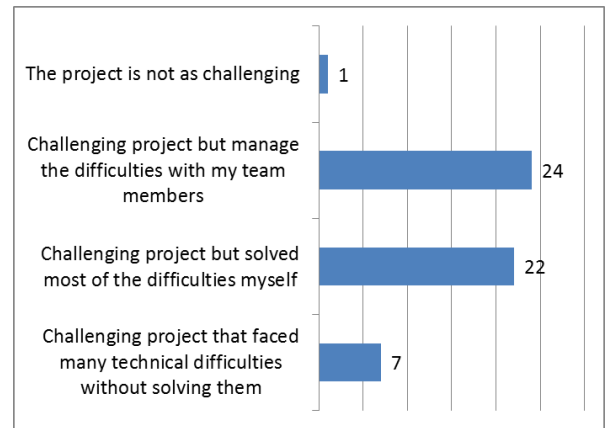 The project is not as challenging
1
Challenging project but manage
the difficulties with my team
members
24
Challenging project but solved
most of the difficulties myself
22
Challenging project that faced
many technical difficulties
without solving them
7